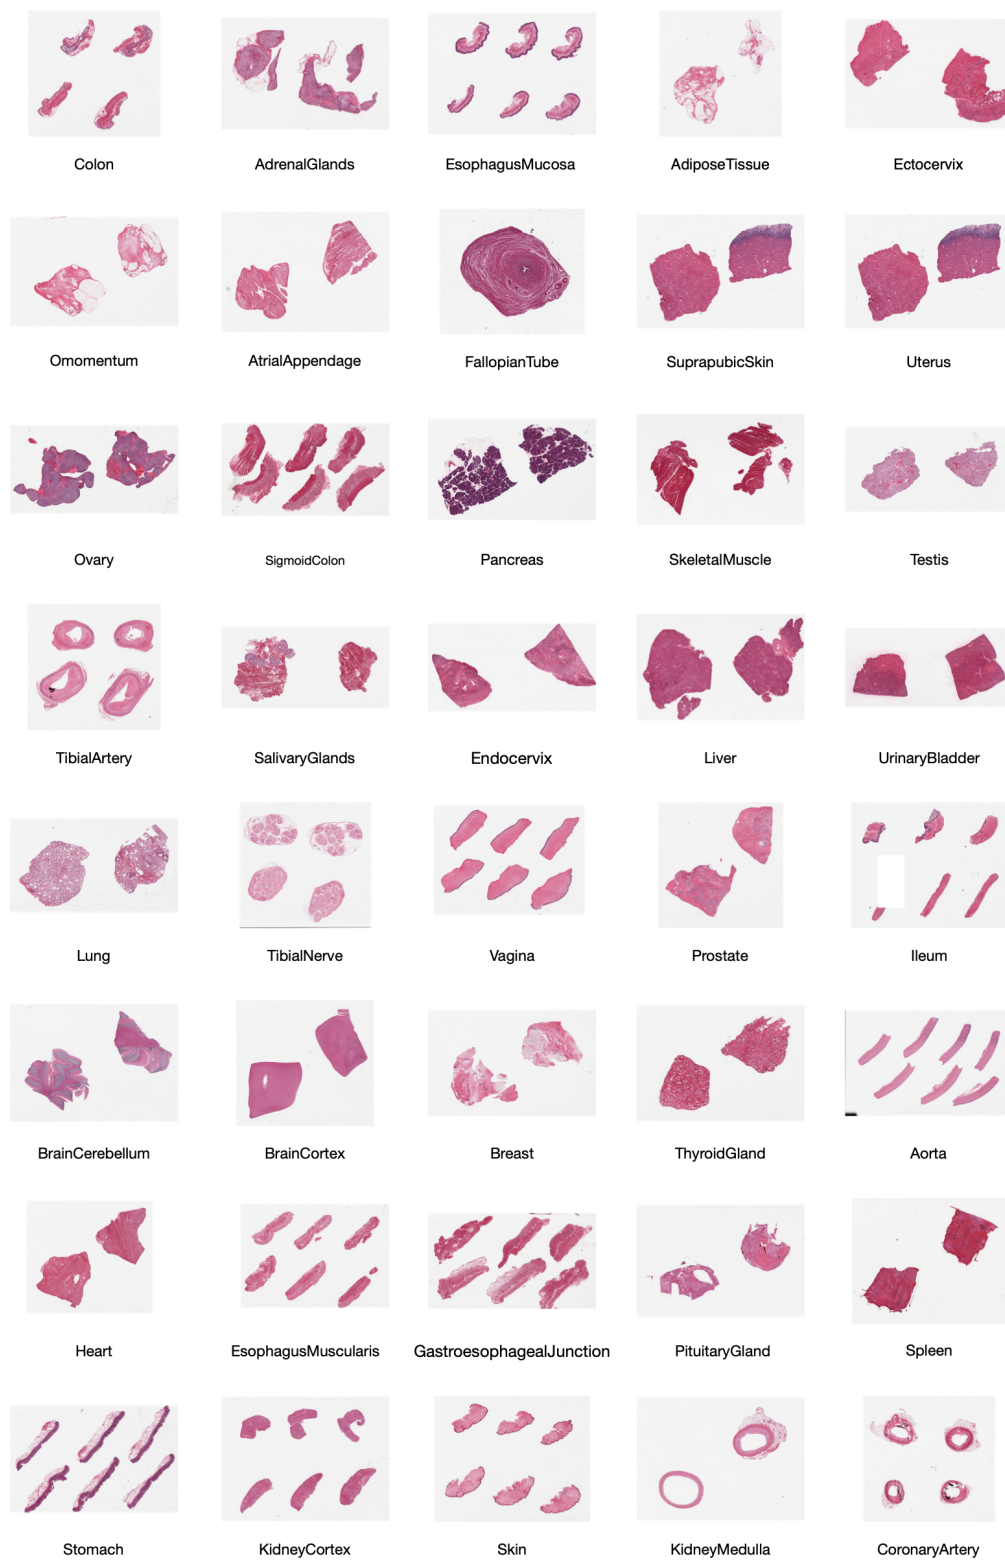 Colon AdrenalGlands EsophagusMucosa AdiposeTissue Ectocervix
Omomentum AtrialAppendage FallopianTube SuprapubicSkin Uterus
Ovary SigmoidColon Pancreas SkeletalMuscle Testis
TibialArtery SalivaryGlands Endocervix Liver UrinaryBladder
Lung TibialNerve Vagina Prostate Ileum
BrainCerebellum BrainCortex Breast ThyroidGland Aorta
Heart EsophagusMuscularis GastroesophagealJunction PituitaryGland Spleen
Stomach KidneyCortex Skin KidneyMedulla CoronaryArtery